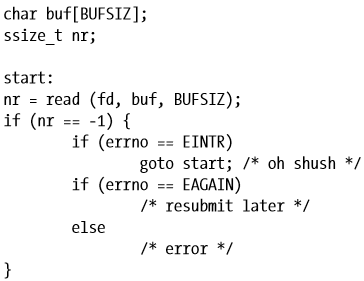 char buf[BUFSIZ];
ssize_t nr;

start:
nr = read (fd, buf, BUFSIZ);
if (nr == -1) {
        if (errno == EINTR)
                goto start; /* oh shush */
        if (errno == EAGAIN)
                /* resubmit later */
        else
                /* error */
}